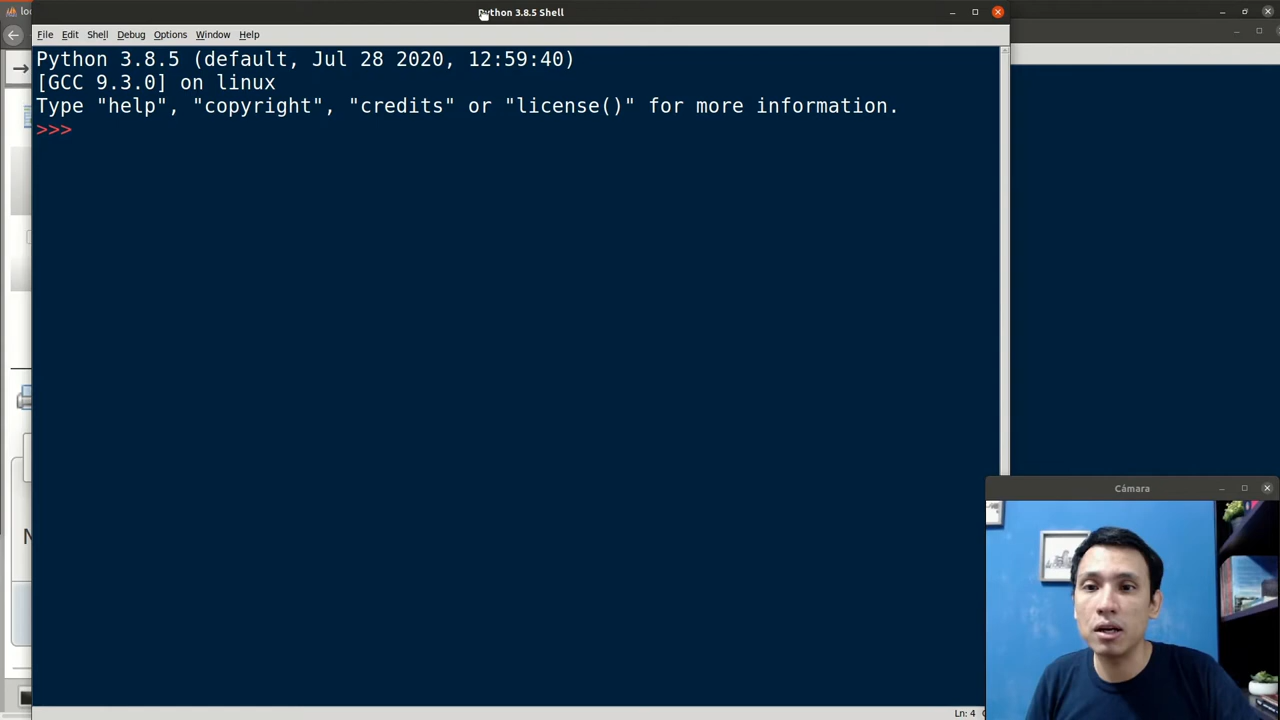 Python 3.8.5 Shell
File Edit Shell Debug Options Window Help
Python 3.8.5 (default, Jul 28 2020, 12:59:40)
[GCC 9.3.0] on linux
Type "help", "copyright", "credits" or "license()" for more information.
>>>
Cámara
Ln: 4